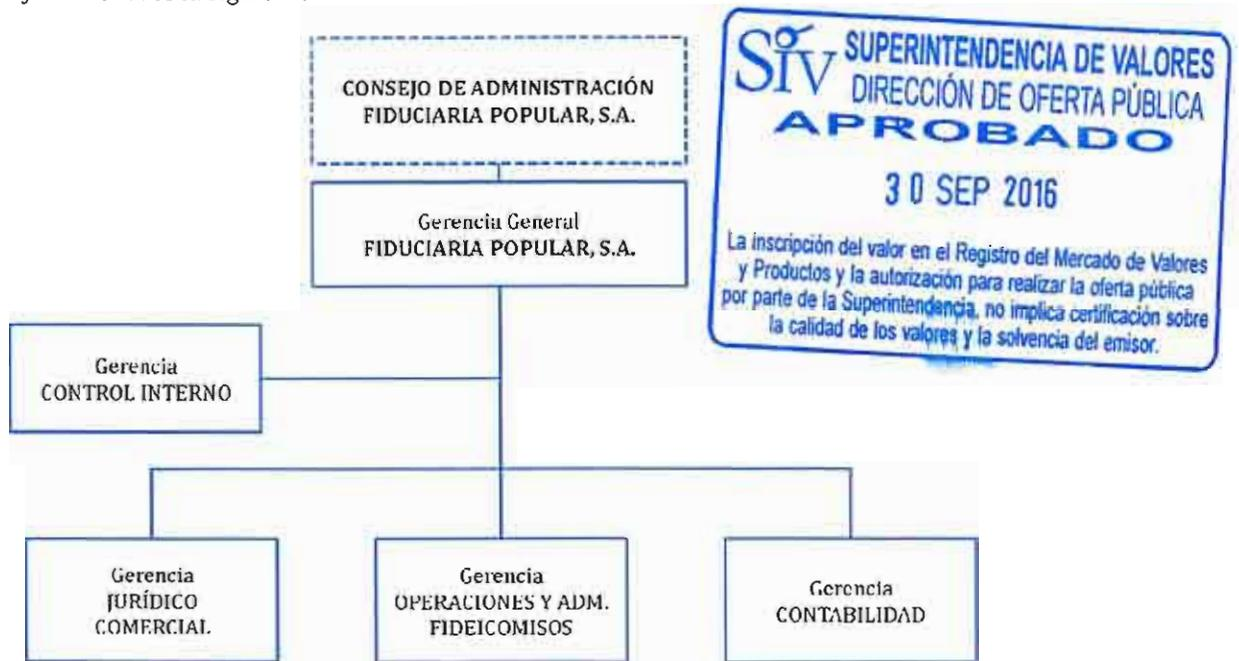 CONSEJO DE ADMINISTRACIÓN
FIDUCIARIA POPULAR, S.A.
Gerencia General
FIDUCIARIA POPULAR, S.A.
Gerencia
CONTROL INTERNO
Gerencia
JURÍDICO
COMERCIAL
Gerencia
OPERACIONES Y ADM.
FIDEICOMISOS
Gerencia
CONTABILIDAD
SIV SUPERINTENDENCIA DE VALORES
DIRECCIÓN DE OFERTA PÚBLICA
APROBADO
30 SEP 2016
La inscripción del valor en el Registro del Mercado de Valores
y Productos y la autorización para realizar la oferta pública
por parte de la Superintendencia, no implica certificación sobre
la calidad de los valores y la solvencia del emisor.